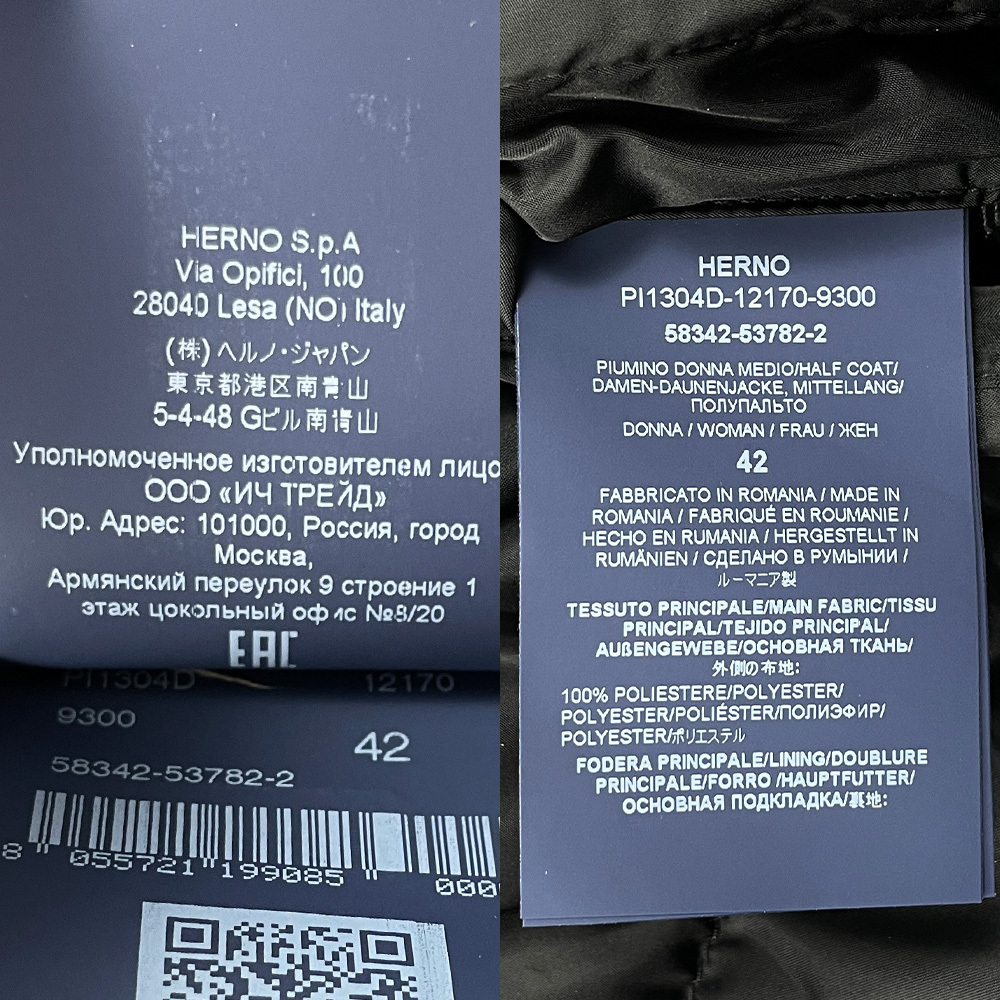 HERNO S.p.A
Via Opifici, 100
28040 Lesa (NO) Italy
(株)ヘルノ・ジャパン
東京都港区南青山
5-4-48 Gビル南青山
Уполномоченное изготовителем лицо
ООО «ИЧ ТРЕЙД»
Юр. Адрес: 101000, Россия, город
Москва,
Армянский переулок 9 строение 1
этаж цокольный офис №8/20
EAC
PI1304D 12170
9300
42
58342-53782-2
8 055721 199085 000
HERNO
PI1304D-12170-9300
58342-53782-2
PIUMINO DONNA MEDIO/HALF COAT/
DAMEN-DAUNENJACKE, MITTELLANG/
ПОЛУПАЛЬТО
DONNA / WOMAN / FRAU / ЖЕН
42
FABBRICATO IN ROMANIA / MADE IN
ROMANIA / FABRIQUÉ EN ROUMANIE /
HECHO EN RUMANIA / HERGESTELLT IN
RUMÄNIEN / СДЕЛАНО В РУМЫНИИ /
ルーマニア製
TESSUTO PRINCIPALE/MAIN FABRIC/TISSU
PRINCIPAL/TEJIDO PRINCIPAL/
AUßENGEWEBE/ОСНОВНАЯ ТКАНЬ/
外側の布地:
100% POLIESTERE/POLYESTER/
POLYESTER/POLIÉSTER/ПОЛИЭФИР/
POLYESTER/ポリエステル
FODERA PRINCIPALE/LINING/DOUBLURE
PRINCIPALE/FORRO /HAUPTFUTTER/
ОСНОВНАЯ ПОДКЛАДКА/裏地: